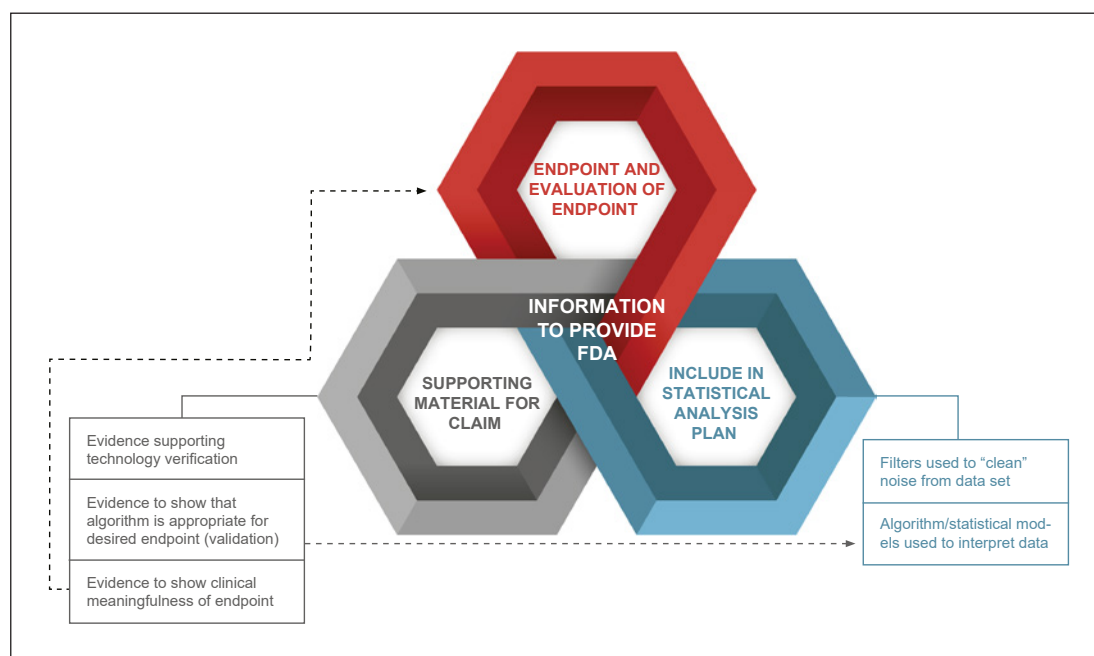 ENDPOINT AND
EVALUATION OF
ENDPOINT
INFORMATION
TO PROVIDE
FDA
SUPPORTING
MATERIAL FOR
CLAIM
INCLUDE IN
STATISTICAL
ANALYSIS
PLAN
Evidence supporting
technology verification
Evidence to show that
algorithm is appropriate for
desired endpoint (validation)
Evidence to show clinical
meaningfulness of endpoint
Filters used to “clean”
noise from data set
Algorithm/statistical mod-
els used to interpret data